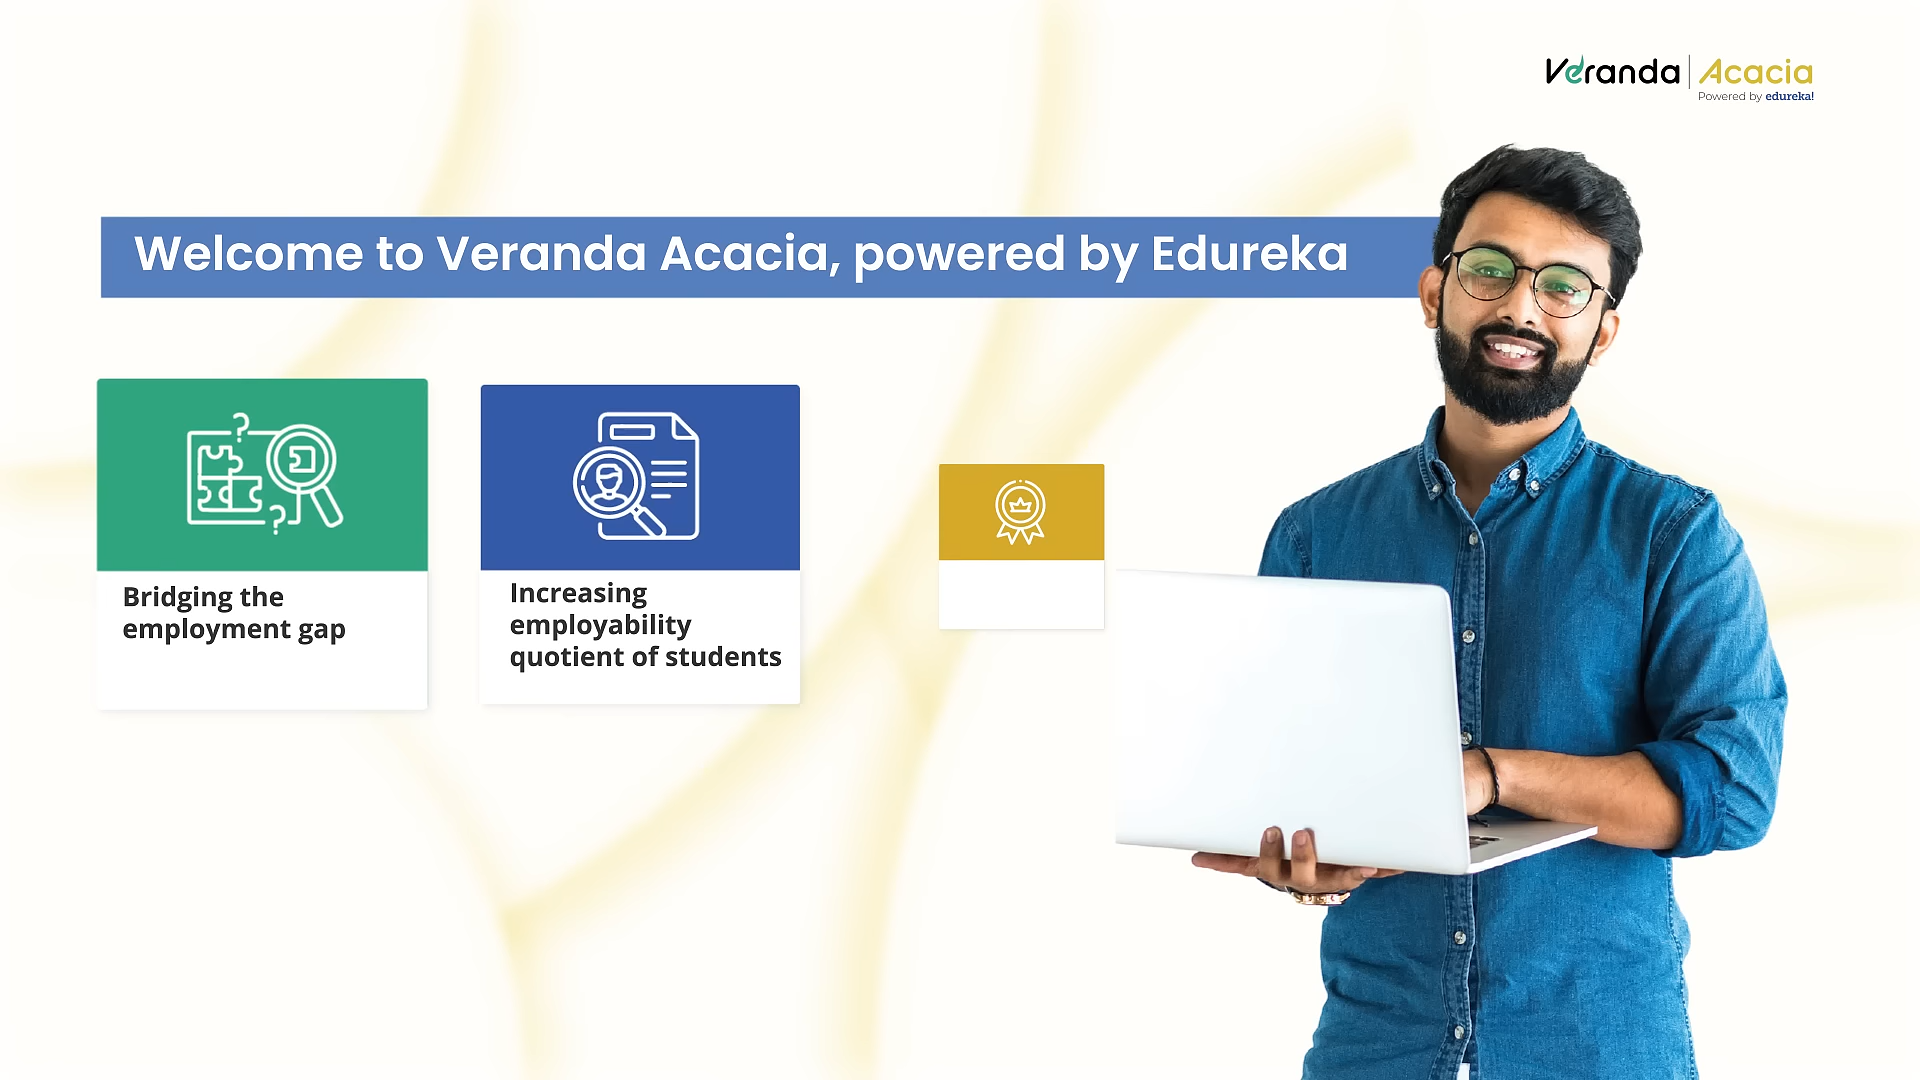 Veranda | Acacia
Powered by edureka!
Welcome to Veranda Acacia, powered by Edureka
Bridging the
employment gap
Increasing
employability
quotient of students